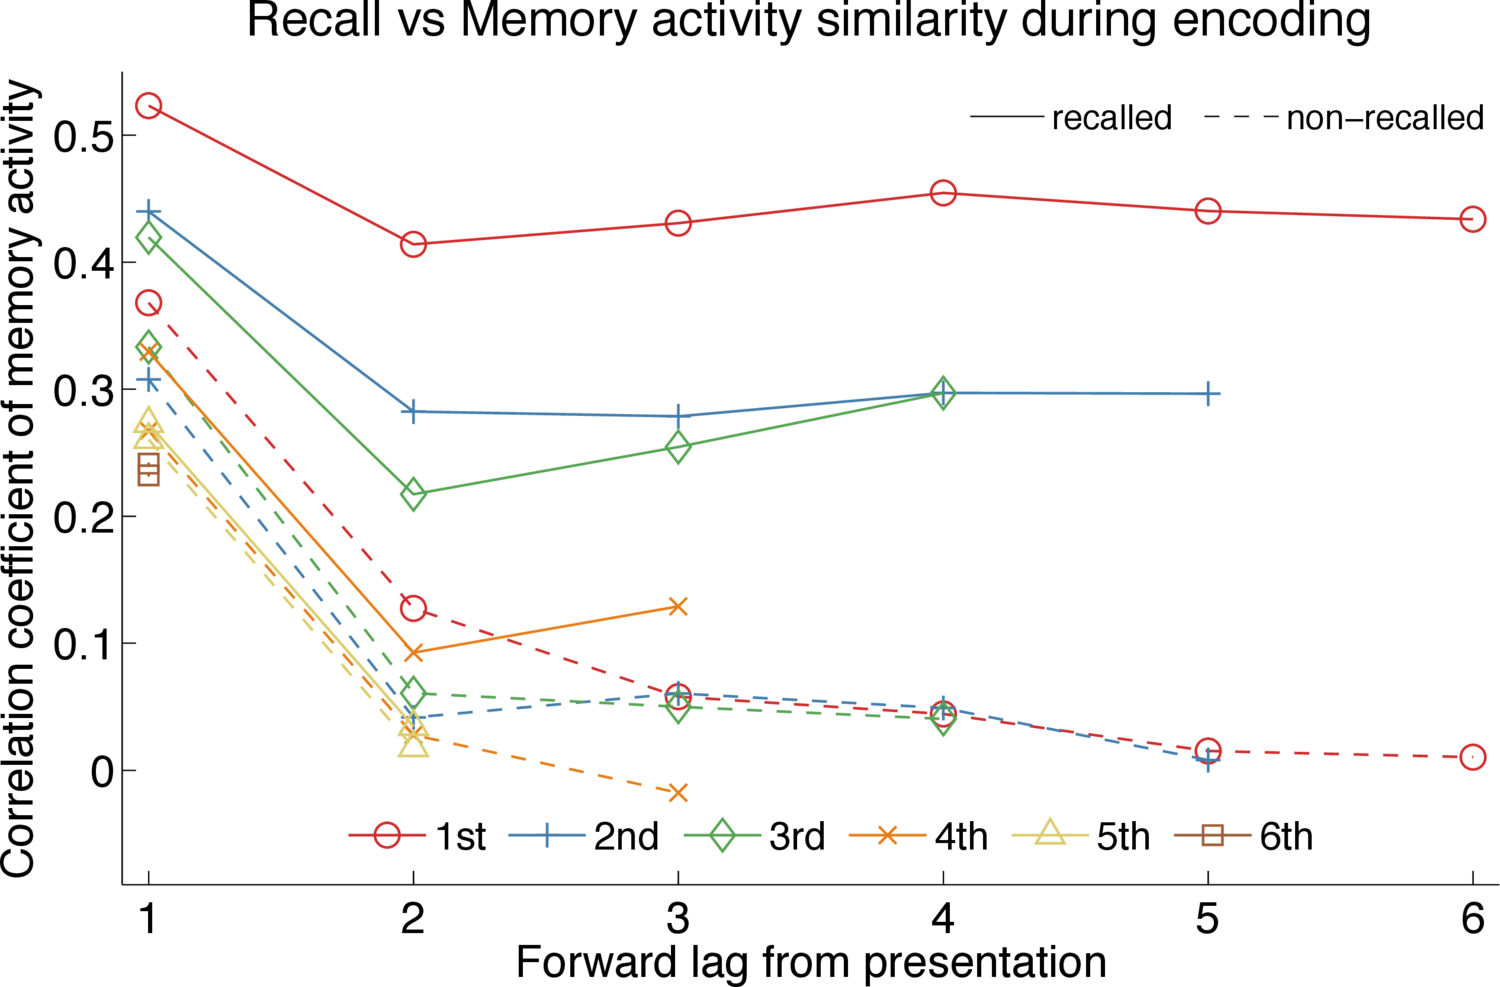 Recall vs Memory activity similarity during encoding
Correlation coefficient of memory activity
0.5
0.4
0.3
0.2
0.1
0
recalled non−recalled
1st 2nd 3rd 4th 5th 6th
1 2 3 4 5 6
Forward lag from presentation